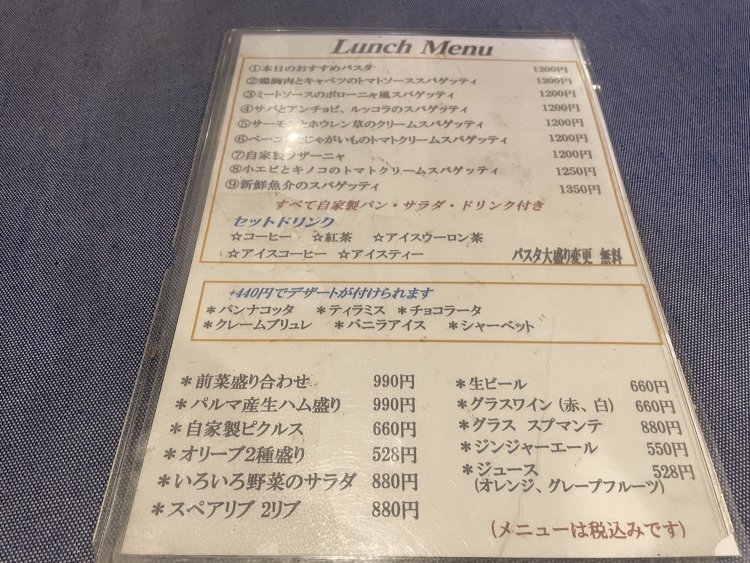 Lunch Menu
①本日のおすすめパスタ 1200円
②鶏胸肉とキャベツのトマトソーススパゲッティ 1200円
③ミートソースのボローニャ風スパゲッティ 1200円
④サバとアンチョビ、ルッコラのスパゲッティ 1200円
⑤サーモンとホウレン草のクリームスパゲッティ 1200円
⑥ベーコンとじゃがいものトマトクリームスパゲッティ 1200円
⑦自家製ラザーニャ 1200円
⑧小エビとキノコのトマトクリームスパゲッティ 1250円
⑨新鮮魚介のスパゲッティ 1350円
すべて自家製パン・サラダ・ドリンク付き
セットドリンク
☆コーヒー ☆紅茶 ☆アイスウーロン茶
☆アイスコーヒー ☆アイスティー パスタ大盛り変更 無料
+440円でデザートが付けられます
＊パンナコッタ ＊ティラミス ＊チョコラータ
＊クレームブリュレ ＊バニラアイス ＊シャーベット
＊前菜盛り合わせ 990円
＊パルマ産生ハム盛り 990円
＊自家製ピクルス 660円
＊オリーブ2種盛り 528円
＊いろいろ野菜のサラダ 880円
＊スペアリブ 2リブ 880円
＊生ビール 660円
＊グラスワイン（赤、白） 660円
＊グラス スプマンテ 880円
＊ジンジャーエール 550円
＊ジュース 528円
（オレンジ、グレープフルーツ）
（メニューは税込みです）